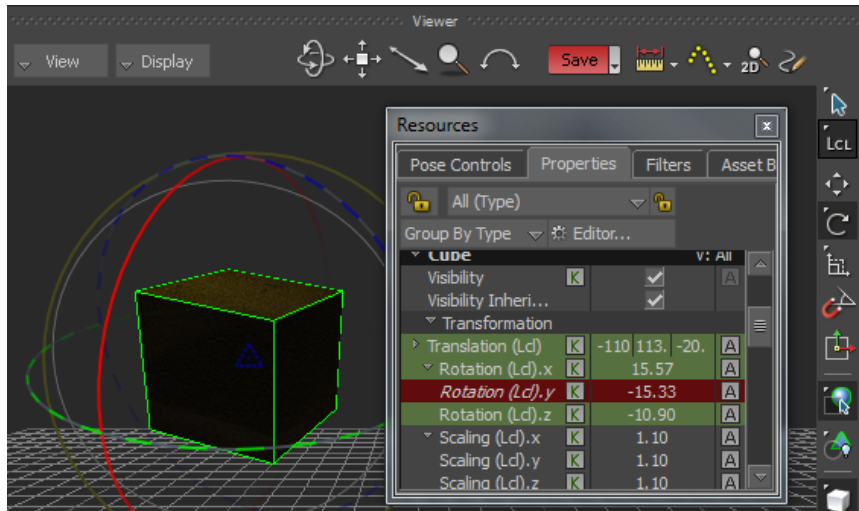 Viewer
View Display Save 2D
Resources
LCL
Pose Controls Properties Filters Asset B
All (Type)
Group By Type Editor...
Cube V: All
Visibility K A
Visibility Inheri...
Transformation
Translation (Lcl) K -110 113. -20. A
Rotation (Lcl).x K 15.57 A
Rotation (Lcl).y K -15.33 A
Rotation (Lcl).z K -10.90 A
Scaling (Lcl).x K 1.10 A
Scaling (Lcl).y K 1.10 A
Scaling (Lcl).z K 1.10 A